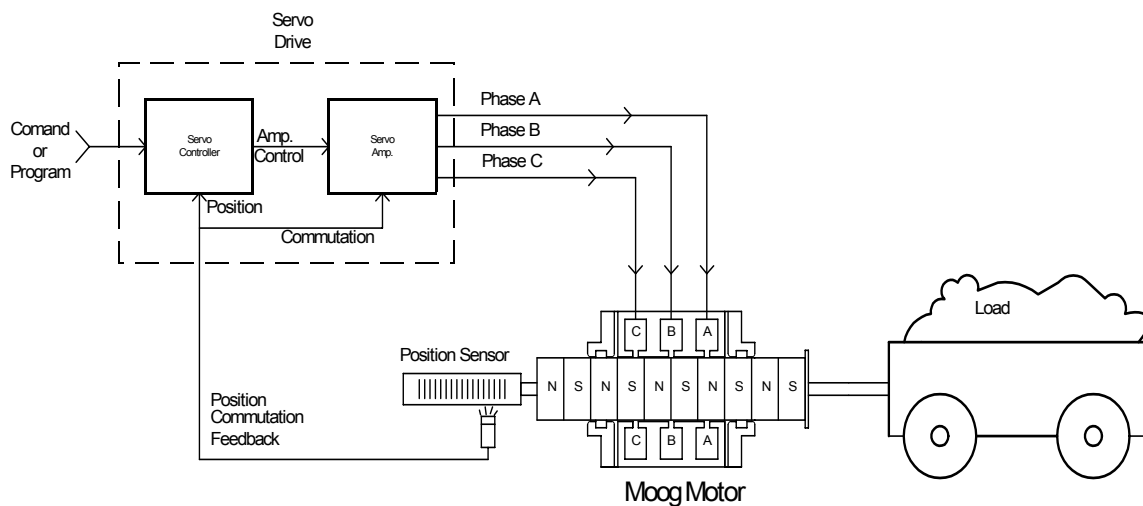 Servo
Drive
Comand
or
Program
Servo
Controller
Amp.
Control
Servo
Amp.
Phase A
Phase B
Phase C
Position
Commutation
Load
Position Sensor
Position
Commutation
Feedback
C B A
N S N S N S N S N S
C B A
Moog Motor